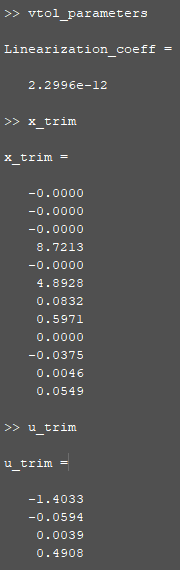 >> vtol_parameters
Linearization_coeff =
2.2996e-12
>> x_trim
x_trim =
-0.0000
-0.0000
-0.0000
8.7213
-0.0000
4.8928
0.0832
0.5971
0.0000
-0.0375
0.0046
0.0549
>> u_trim
u_trim =
-1.4033
-0.0594
0.0039
0.4908